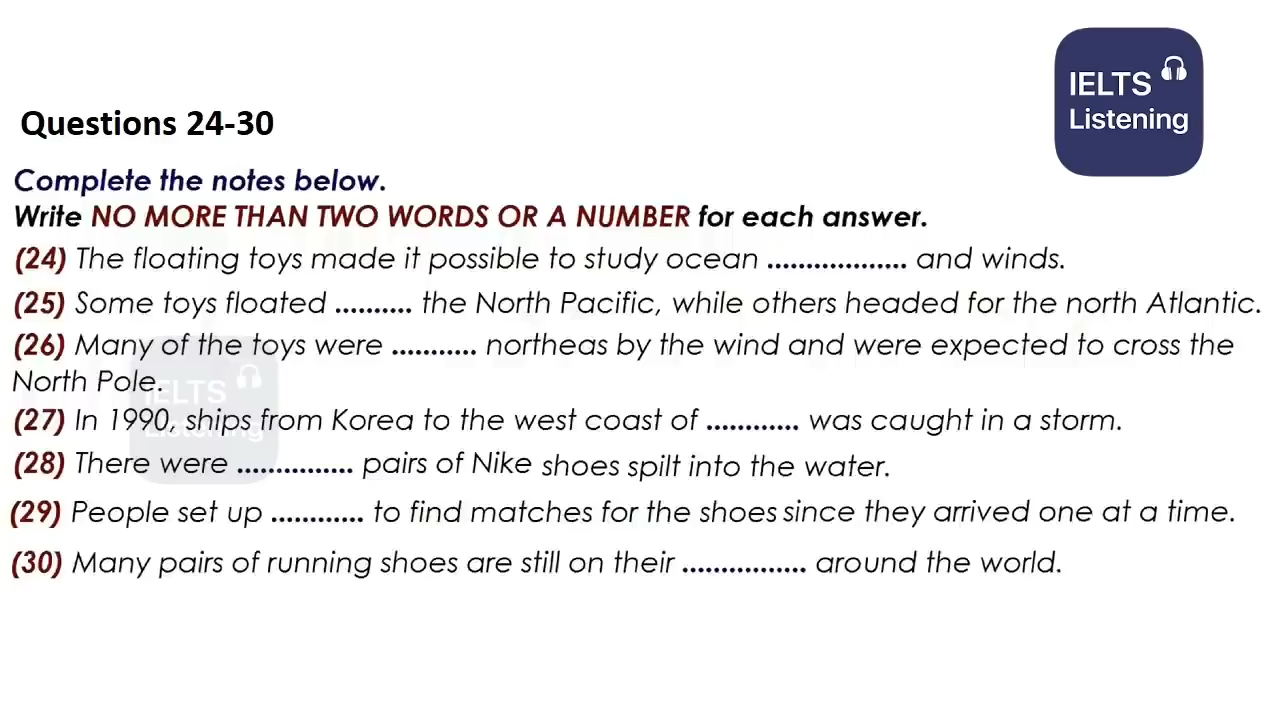 IELTS
Listening
Questions 24-30
Complete the notes below.
Write NO MORE THAN TWO WORDS OR A NUMBER for each answer.
(24) The floating toys made it possible to study ocean .................. and winds.
(25) Some toys floated .......... the North Pacific, while others headed for the north Atlantic.
(26) Many of the toys were ........... northeas by the wind and were expected to cross the
North Pole.
IELTS
Listening
(27) In 1990, ships from Korea to the west coast of ............ was caught in a storm.
(28) There were ............... pairs of Nike shoes spilt into the water.
(29) People set up ............ to find matches for the shoes since they arrived one at a time.
(30) Many pairs of running shoes are still on their ................ around the world.